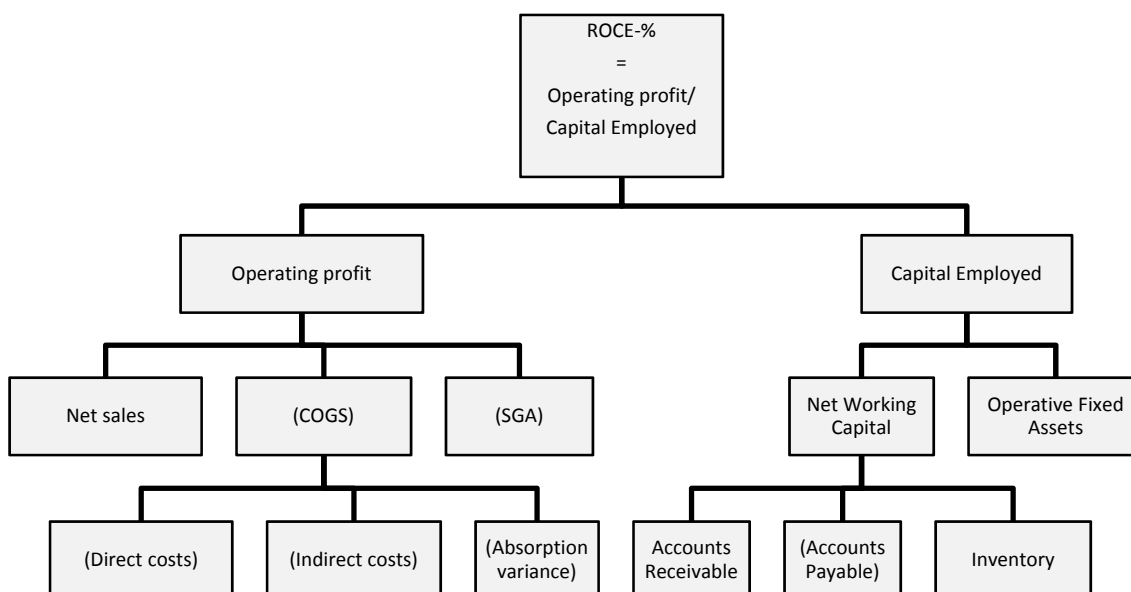 ROCE-%
=
Operating profit/
Capital Employed
Operating profit
Capital Employed
Net sales
(COGS)
(SGA)
Net Working
Capital
Operative Fixed
Assets
(Direct costs)
(Indirect costs)
(Absorption
variance)
Accounts
Receivable
(Accounts
Payable)
Inventory